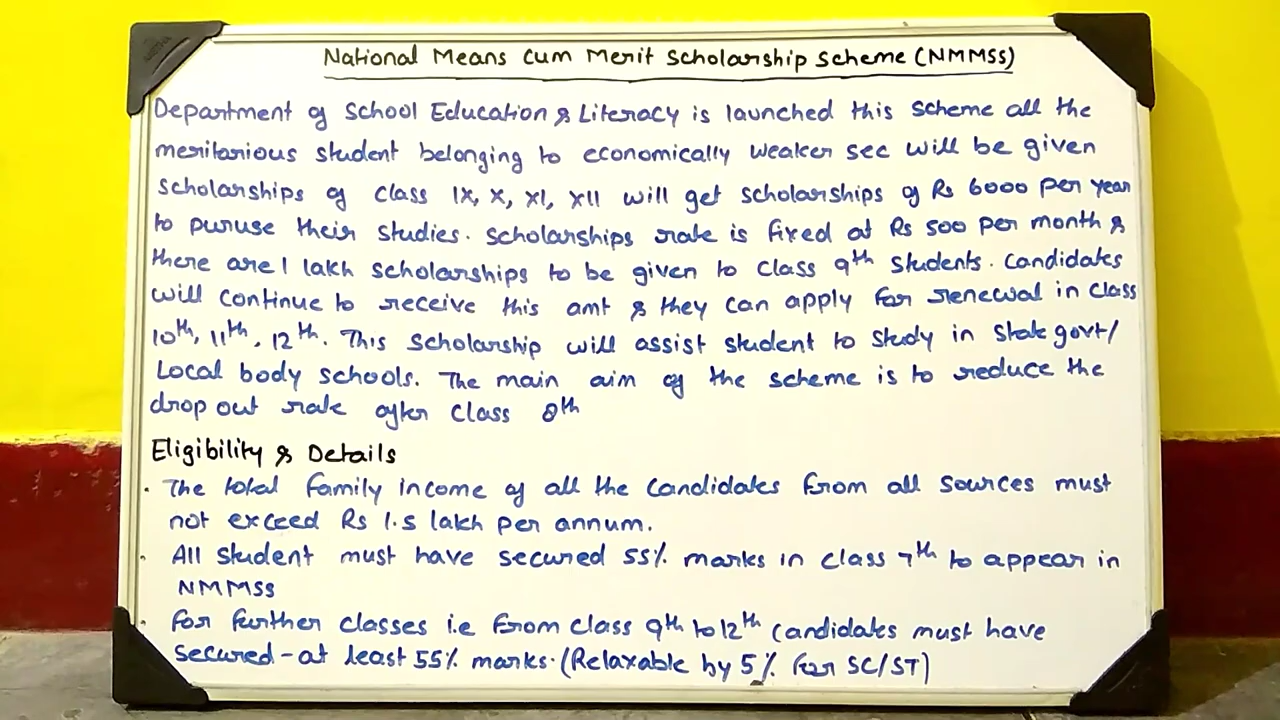 National Means Cum Merit Scholarship Scheme (NMMSS)
Department of School Education & Literacy is launched this scheme all the
meritarious student belonging to economically weaker sec will be given
scholarships of class IX, X, XI, XII will get scholarships of Rs 6000 per year
to puruse their studies. scholarships rate is fixed at Rs 500 per month &
there are 1 lakh scholarships to be given to class 9th students. candidates
will continue to receive this amt & they can apply for renewal in class
10th, 11th, 12th. This scholarship will assist student to study in state govt/
Local body schools. The main aim of the scheme is to reduce the
drop out rate after class 8th
Eligibility & Details
· The total family income of all the candidates from all sources must
not exceed Rs 1.5 lakh per annum.
· All student must have secured 55% marks in class 7th to appear in
NMMSS
· For further classes i.e from class 9th to 12th candidates must have
secured - at least 55% marks. (Relaxable by 5% for SC/ST)